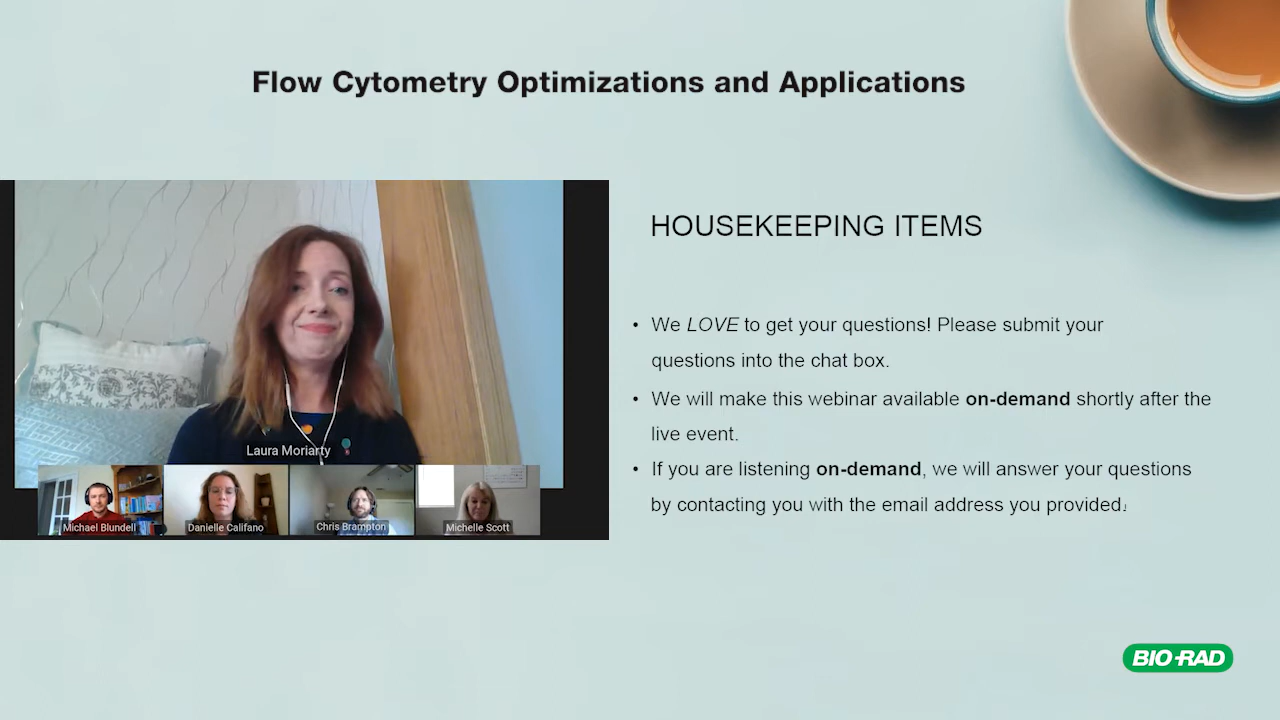 Flow Cytometry Optimizations and Applications
HOUSEKEEPING ITEMS
• We LOVE to get your questions! Please submit your
questions into the chat box.
• We will make this webinar available on-demand shortly after the
live event.
• If you are listening on-demand, we will answer your questions
by contacting you with the email address you provided.
Laura Moriarty
Michael Blundell
Danielle Califano
Chris Brampton
Michelle Scott
BIO-RAD